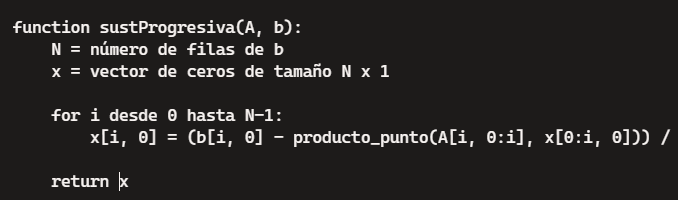 function sustProgresiva(A, b):
    N = número de filas de b
    x = vector de ceros de tamaño N x 1
    for i desde 0 hasta N-1:
        x[i, 0] = (b[i, 0] - producto_punto(A[i, 0:i], x[0:i, 0])) /
    return x